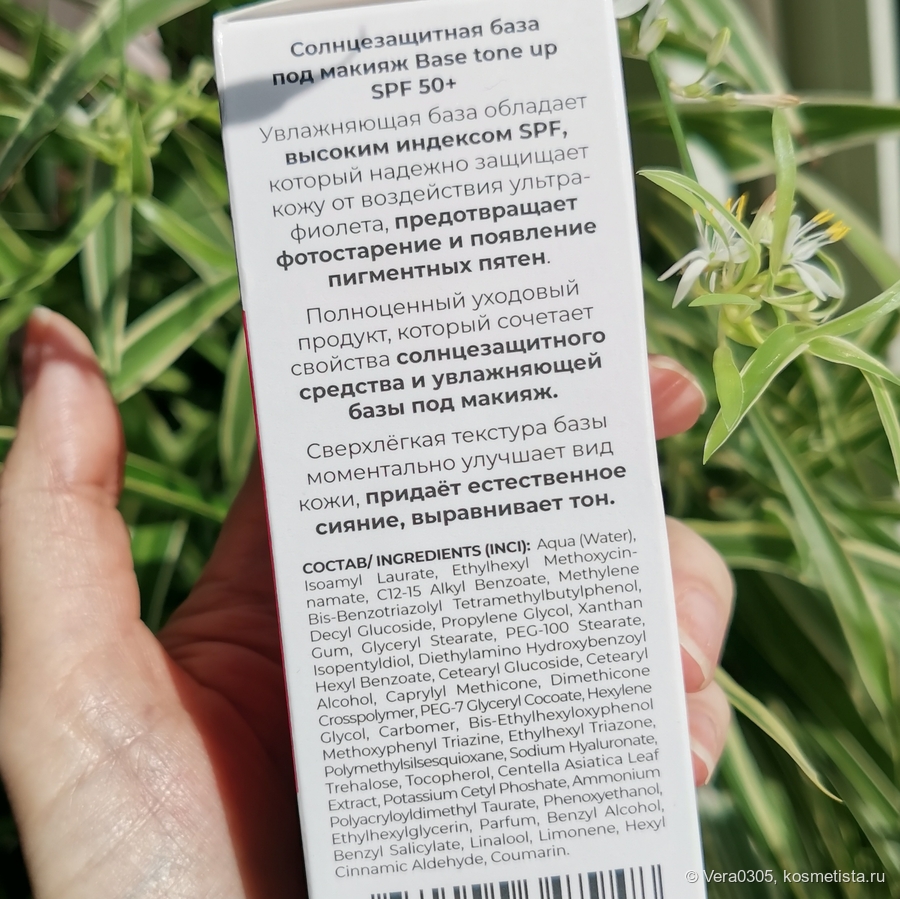 Солнцезащитная база
под макияж Base tone up
SPF 50+
Увлажняющая база обладает
высоким индексом SPF,
который надежно защищает
кожу от воздействия ультра-
фиолета, предотвращает
фотостарение и появление
пигментных пятен.
Полноценный уходовый
продукт, который сочетает
свойства солнцезащитного
средства и увлажняющей
базы под макияж.
Сверхлёгкая текстура базы
моментально улучшает вид
кожи, придаёт естественное
сияние, выравнивает тон.
СОСТАВ/ INGREDIENTS (INCI): Aqua (Water),
Isoamyl Laurate, Ethylhexyl Methoxycin-
namate, C12-15 Alkyl Benzoate, Methylene
Bis-Benzotriazolyl Tetramethylbutylphenol,
Decyl Glucoside, Propylene Glycol, Xanthan
Gum, Glyceryl Stearate, PEG-100 Stearate,
Isopentyldiol, Diethylamino Hydroxybenzoyl
Hexyl Benzoate, Cetearyl Glucoside, Cetearyl
Alcohol, Caprylyl Methicone, Dimethicone
Crosspolymer, PEG-7 Glyceryl Cocoate, Hexylene
Glycol, Carbomer, Bis-Ethylhexyloxyphenol
Methoxyphenyl Triazine, Ethylhexyl Triazone,
Polymethylsilsesquioxane, Sodium Hyaluronate,
Trehalose, Tocopherol, Centella Asiatica Leaf
Extract, Potassium Cetyl Phoshate, Ammonium
Polyacryloyldimethyl Taurate, Phenoxyethanol,
Ethylhexylglycerin, Parfum, Benzyl Alcohol,
Benzyl Salicylate, Linalool, Limonene, Hexyl
Cinnamic Aldehyde, Coumarin.
© Vera0305, kosmetista.ru